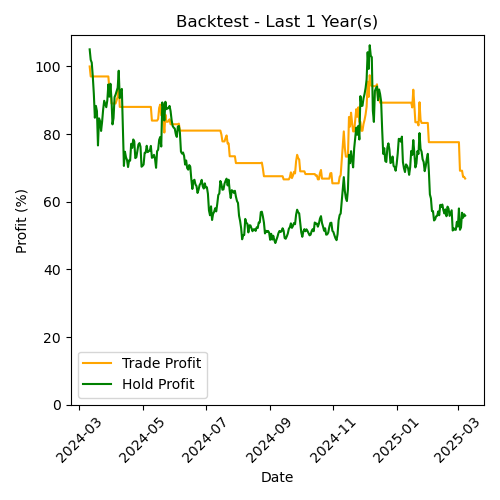 Backtest - Last 1 Year(s)
Profit (%)
100
80
60
40
20
0
Trade Profit
Hold Profit
2024-03
2024-05
2024-07
2024-09
2024-11
2025-01
2025-03
Date